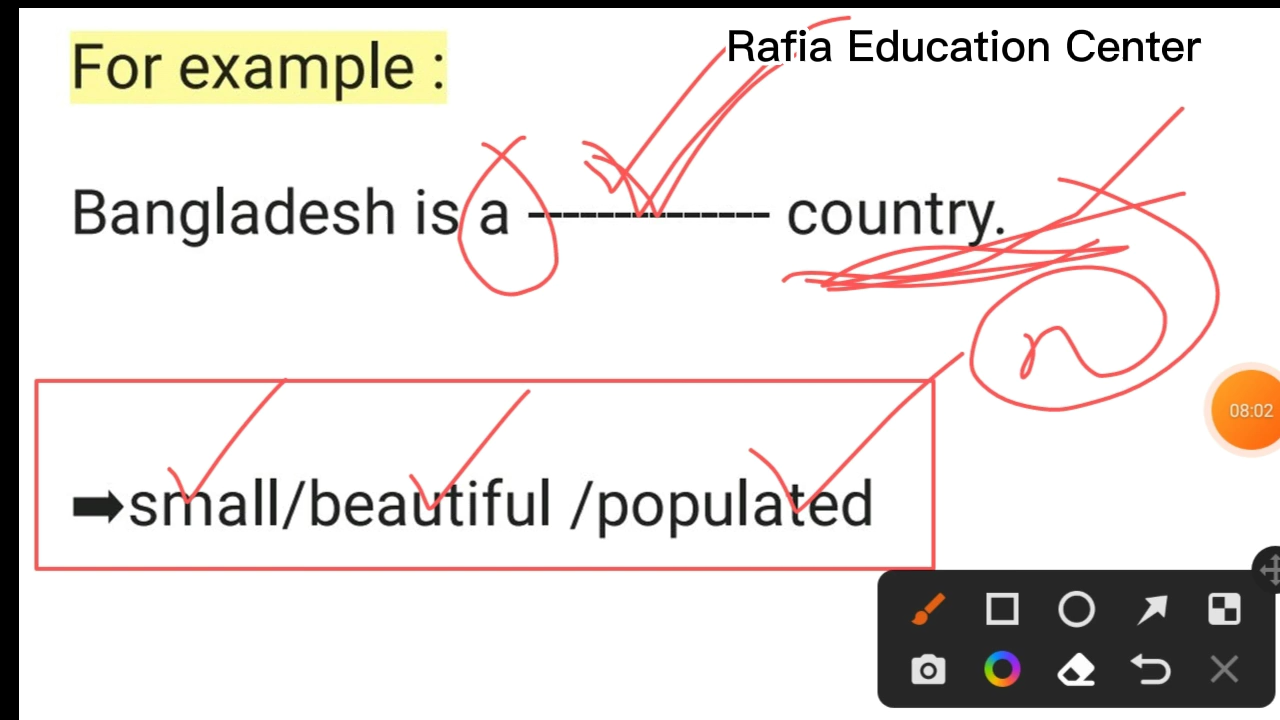 Rafia Education Center
For example :
Bangladesh is a -------------- country.
n
➡small/beautiful /populated
08:02